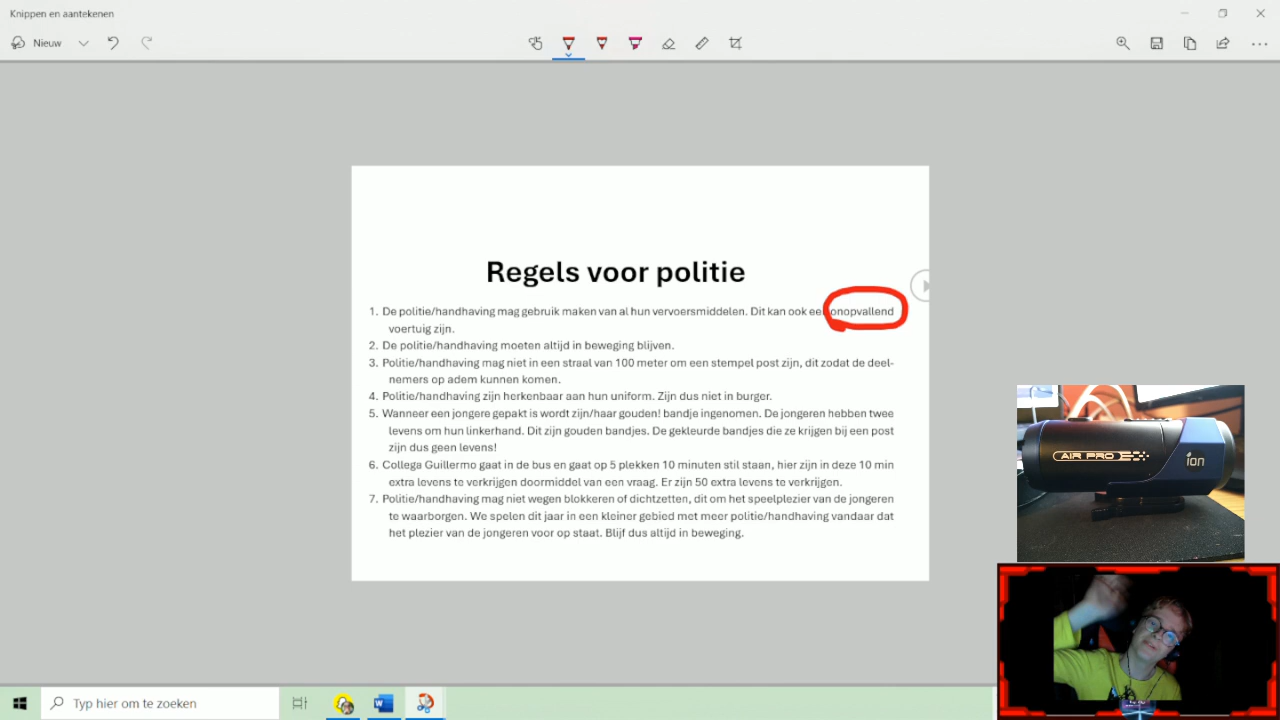 Knippen en aantekenen
Nieuw
Regels voor politie
1. De politie/handhaving mag gebruik maken van al hun vervoersmiddelen. Dit kan ook een onopvallend
voertuig zijn.
2. De politie/handhaving moeten altijd in beweging blijven.
3. Politie/handhaving mag niet in een straal van 100 meter om een stempel post zijn, dit zodat de deel-
nemers op adem kunnen komen.
4. Politie/handhaving zijn herkenbaar aan hun uniform. Zijn dus niet in burger.
5. Wanneer een jongere gepakt is wordt zijn/haar gouden! bandje ingenomen. De jongeren hebben twee
levens om hun linkerhand. Dit zijn gouden bandjes. De gekleurde bandjes die ze krijgen bij een post
zijn dus geen levens!
6. Collega Guillermo gaat in de bus en gaat op 5 plekken 10 minuten stil staan, hier zijn in deze 10 min
extra levens te verkrijgen doormiddel van een vraag. Er zijn 50 extra levens te verkrijgen.
7. Politie/handhaving mag niet wegen blokkeren of dichtzetten, dit om het speelplezier van de jongeren
te waarborgen. We spelen dit jaar in een kleiner gebied met meer politie/handhaving vandaar dat
het plezier van de jongeren voor op staat. Blijf dus altijd in beweging.
AIR PRO
ion
Typ hier om te zoeken